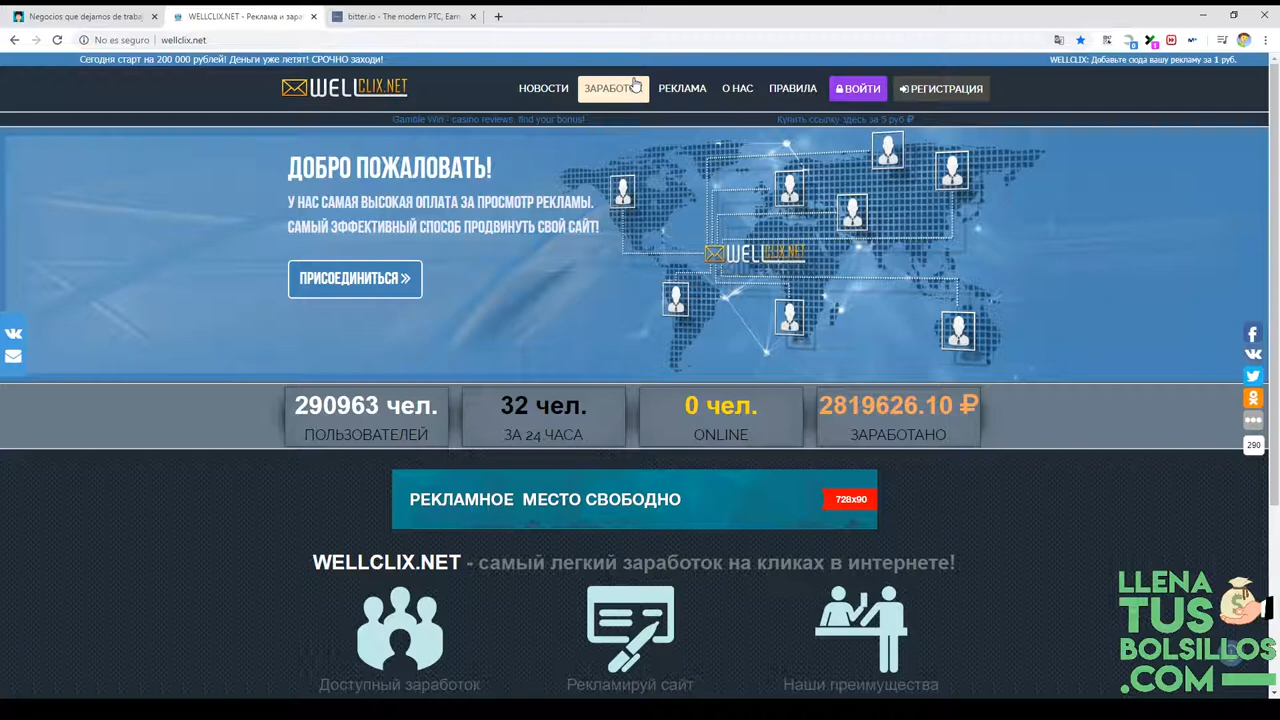 Negocios que dejamos de trabaj
WELLCLIX.NET - Реклама и зара
bitter.io - The modern PTC, Earn
No es seguro | wellclix.net
Сегодня старт на 200 000 рублей! Деньги уже летят! СРОЧНО заходи!
WELLCLIX: Добавьте сюда вашу рекламу за 1 руб.
WELLCLIX.NET
НОВОСТИ
РЕКЛАМА
О НАС
ПРАВИЛА
ВОЙТИ
РЕГИСТРАЦИЯ
Gamble Win - casino reviews, find your bonus!
Купить ссылку здесь за 5 руб ₽
ДОБРО ПОЖАЛОВАТЬ!
У НАС САМАЯ ВЫСОКАЯ ОПЛАТА ЗА ПРОСМОТР РЕКЛАМЫ.
САМЫЙ ЭФФЕКТИВНЫЙ СПОСОБ ПРОДВИНУТЬ СВОЙ САЙТ!
WELLCLIX.NET
ПРИСОЕДИНИТЬСЯ »
290963 чел.
ПОЛЬЗОВАТЕЛЕЙ
32 чел.
ЗА 24 ЧАСА
0 чел.
ONLINE
2819626.10 ₽
ЗАРАБОТАНО
290
РЕКЛАМНОЕ МЕСТО СВОБОДНО
728x90
WELLCLIX.NET - самый легкий заработок на кликах в интернете!
Доступный заработок
Рекламируй сайт
Наши преимущества
LLENA
TUS
BOLSILLOS
.COM